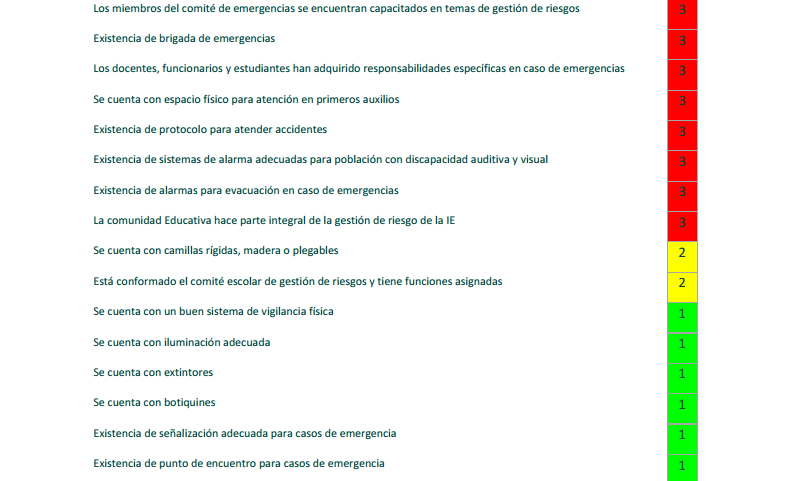 Los miembros del comité de emergencias se encuentran capacitados en temas de gestión de riesgos 3
Existencia de brigada de emergencias 3
Los docentes, funcionarios y estudiantes han adquirido responsabilidades específicas en caso de emergencias 3
Se cuenta con espacio físico para atención en primeros auxilios 3
Existencia de protocolo para atender accidentes 3
Existencia de sistemas de alarma adecuadas para población con discapacidad auditiva y visual 3
Existencia de alarmas para evacuación en caso de emergencias 3
La comunidad Educativa hace parte integral de la gestión de riesgo de la IE 3
Se cuenta con camillas rígidas, madera o plegables 2
Está conformado el comité escolar de gestión de riesgos y tiene funciones asignadas 2
Se cuenta con un buen sistema de vigilancia física 1
Se cuenta con iluminación adecuada 1
Se cuenta con extintores 1
Se cuenta con botiquines 1
Existencia de señalización adecuada para casos de emergencia 1
Existencia de punto de encuentro para casos de emergencia 1